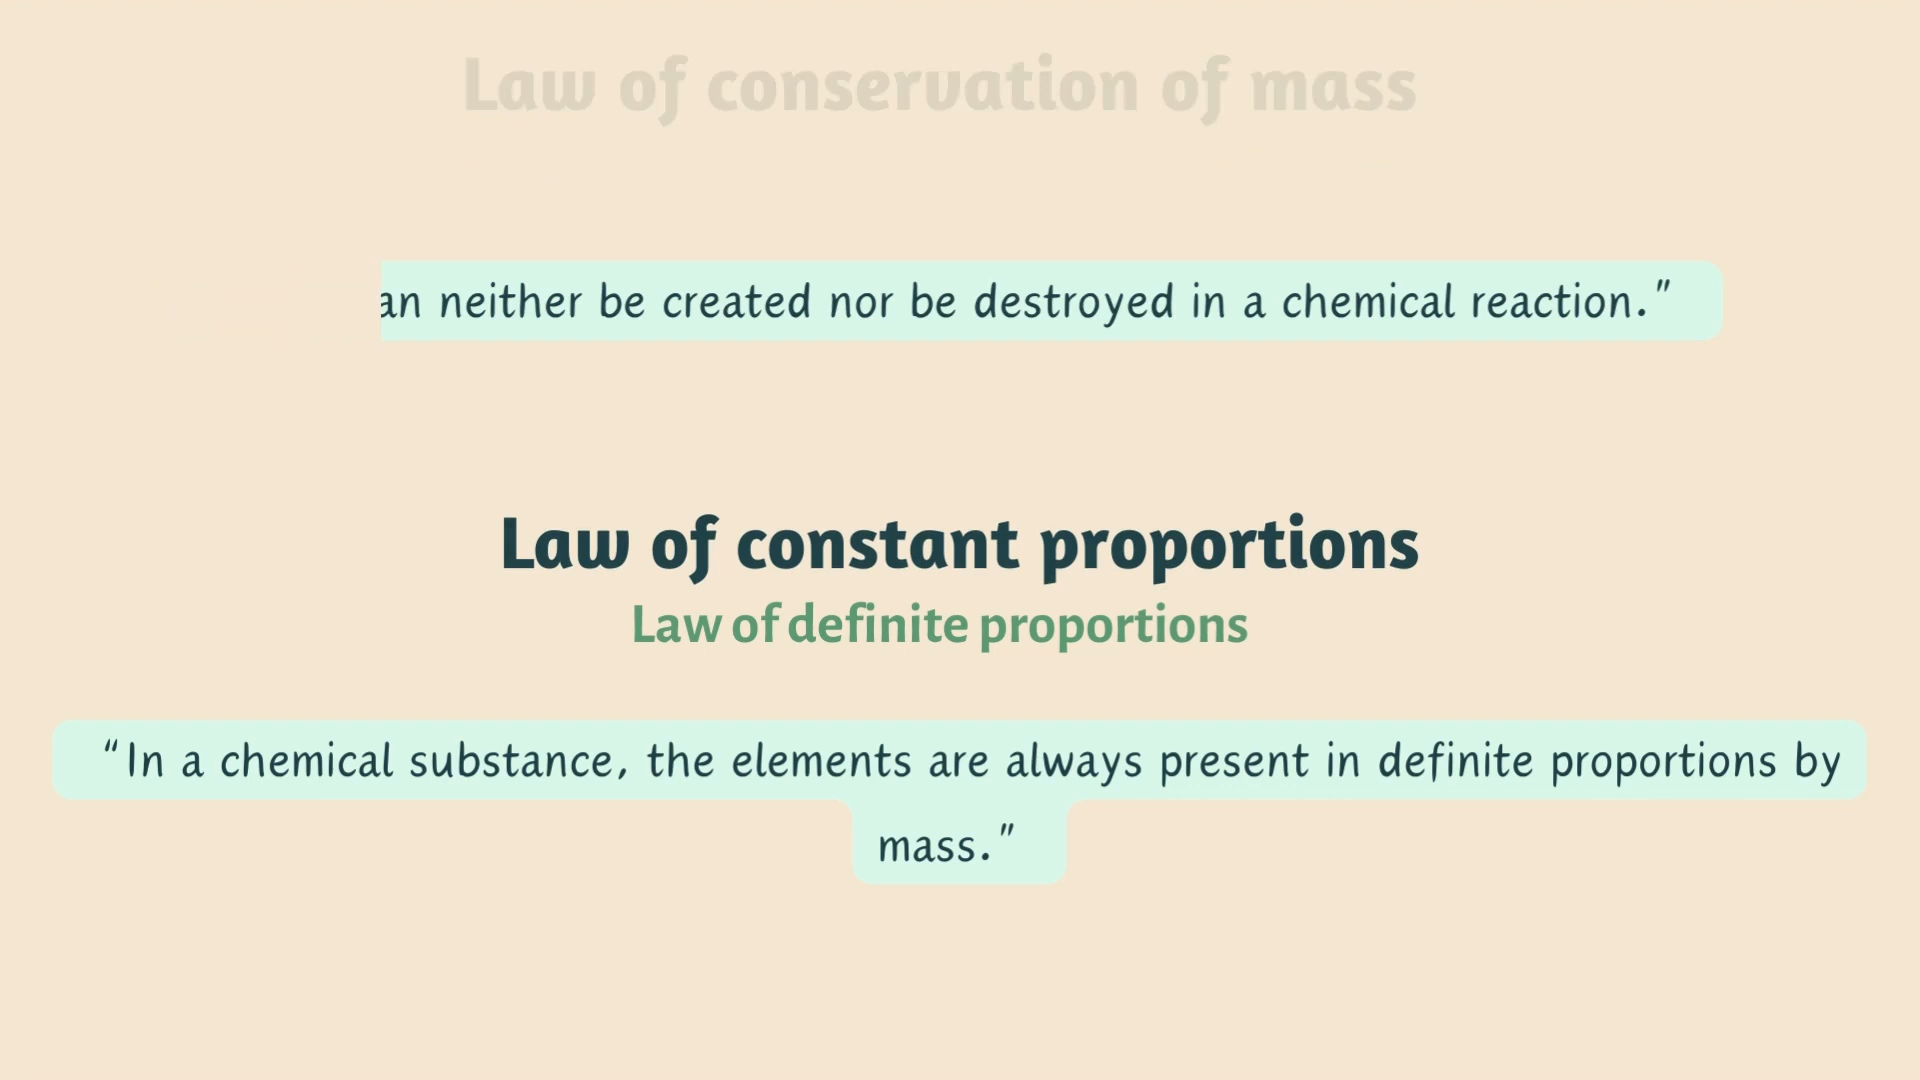 Law of conservation of mass
an neither be created nor be destroyed in a chemical reaction.”
Law of constant proportions
Law of definite proportions
“In a chemical substance, the elements are always present in definite proportions by
mass.”